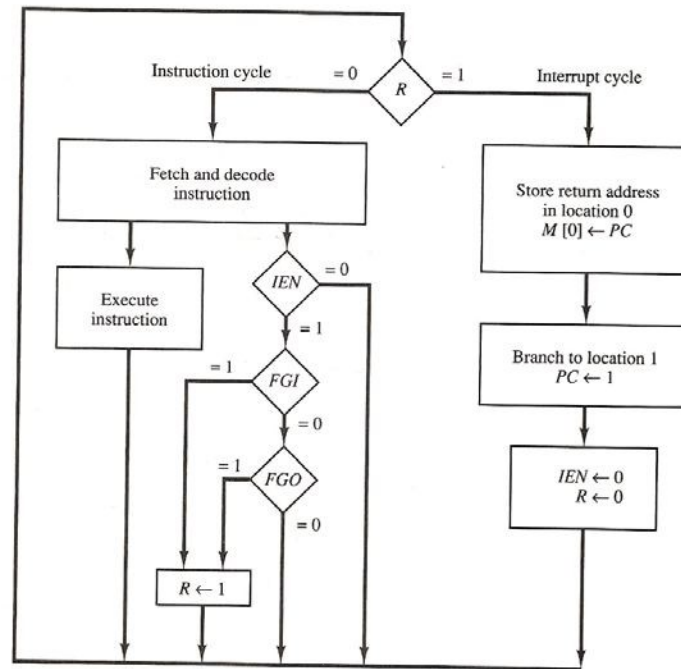 Instruction cycle
= 0
R
= 1
Interrupt cycle
Fetch and decode
instruction
Store return address
in location 0
M [0] ← PC
IEN
= 0
Execute
instruction
= 1
Branch to location 1
PC ← 1
= 1
FGI
= 0
= 1
FGO
IEN ← 0
R ← 0
= 0
R ← 1